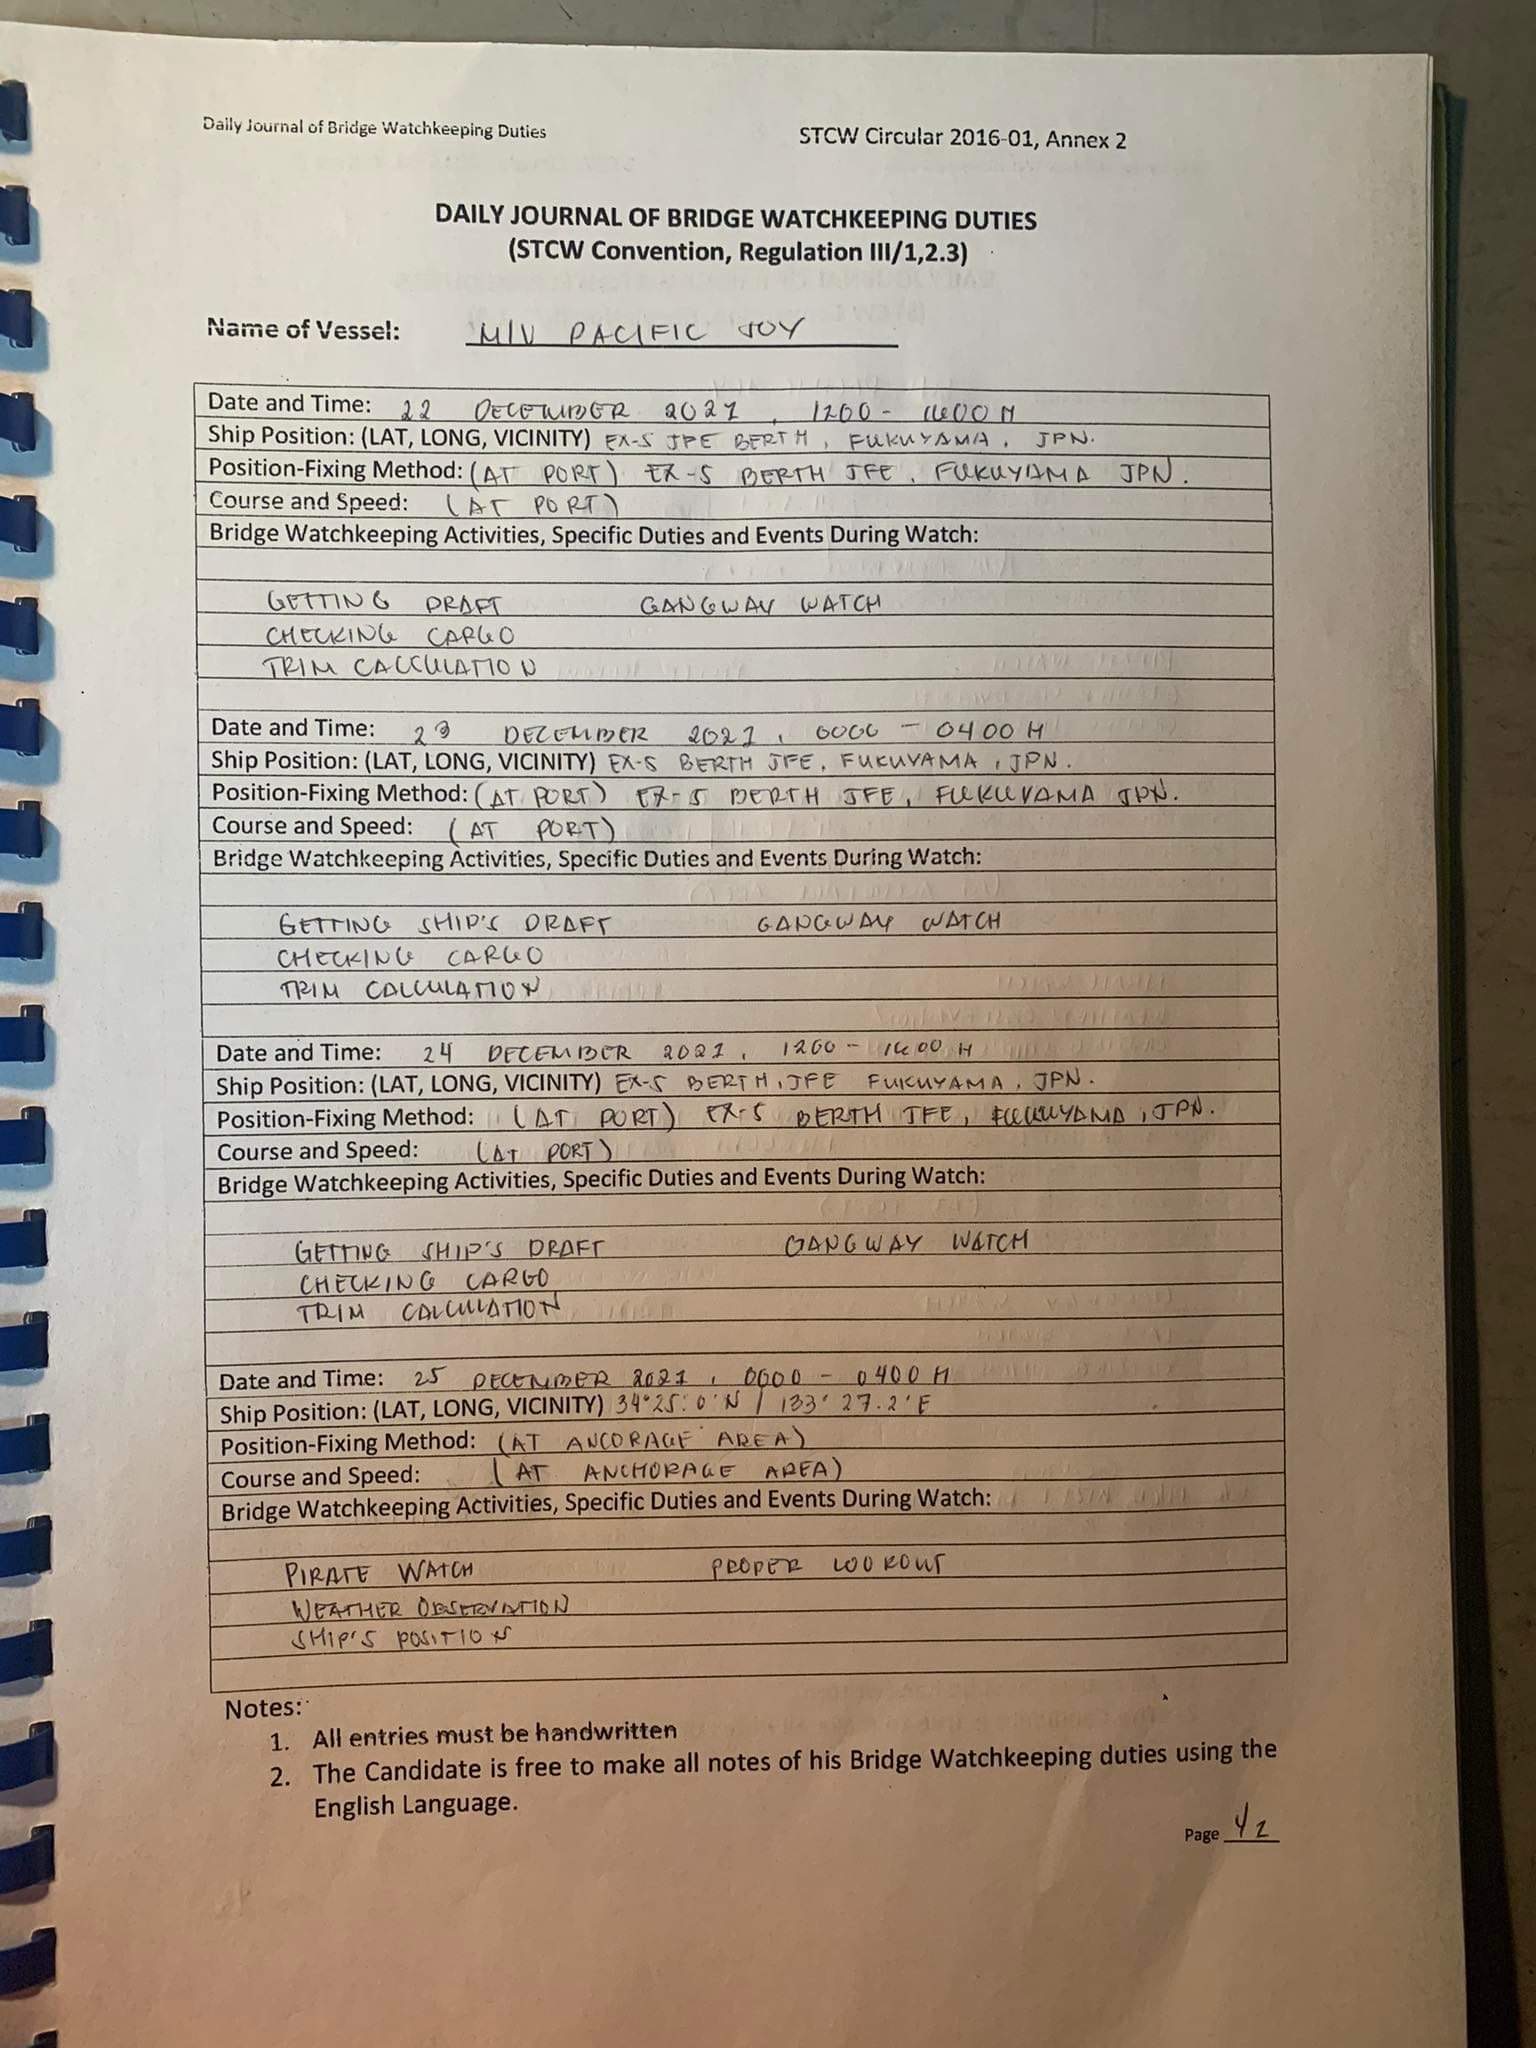 Daily Journal of Bridge Watchkeeping Duties
STCW Circular 2016-01, Annex 2
DAILY JOURNAL OF BRIDGE WATCHKEEPING DUTIES
(STCW Convention, Regulation III/1,2.3)
Name of Vessel: M/V PACIFIC JOY
Date and Time: 22 DECEMBER 2021, 1200 - 1600 H
Ship Position: (LAT, LONG, VICINITY) EX-5 JFE BERTH, FUKUYAMA, JPN.
Position-Fixing Method: (AT PORT) EX-5 BERTH JFE, FUKUYAMA JPN.
Course and Speed: (AT PORT)
Bridge Watchkeeping Activities, Specific Duties and Events During Watch:
GETTING DRAFT GANGWAY WATCH
CHECKING CARGO
TRIM CALCULATION
Date and Time: 23 DECEMBER 2021, 0000 - 0400 H
Ship Position: (LAT, LONG, VICINITY) EX-5 BERTH JFE, FUKUYAMA, JPN.
Position-Fixing Method: (AT PORT) EX-5 BERTH JFE, FUKUYAMA JPN.
Course and Speed: (AT PORT)
Bridge Watchkeeping Activities, Specific Duties and Events During Watch:
GETTING SHIP'S DRAFT GANGWAY WATCH
CHECKING CARGO
TRIM CALCULATION
Date and Time: 24 DECEMBER 2021, 1200 - 1600 H
Ship Position: (LAT, LONG, VICINITY) EX-5 BERTH, JFE FUKUYAMA, JPN.
Position-Fixing Method: (AT PORT) EX-5 BERTH JFE, FUKUYAMA, JPN.
Course and Speed: (AT PORT)
Bridge Watchkeeping Activities, Specific Duties and Events During Watch:
GETTING SHIP'S DRAFT GANGWAY WATCH
CHECKING CARGO
TRIM CALCULATION
Date and Time: 25 DECEMBER 2021, 0000 - 0400 H
Ship Position: (LAT, LONG, VICINITY) 34°25.0'N / 133°27.2'E
Position-Fixing Method: (AT ANCORAGE AREA)
Course and Speed: (AT ANCHORAGE AREA)
Bridge Watchkeeping Activities, Specific Duties and Events During Watch:
PIRATE WATCH PROPER LOOKOUT
WEATHER OBSERVATION
SHIP'S POSITION
Notes:
1. All entries must be handwritten
2. The Candidate is free to make all notes of his Bridge Watchkeeping duties using the
English Language.
Page 42